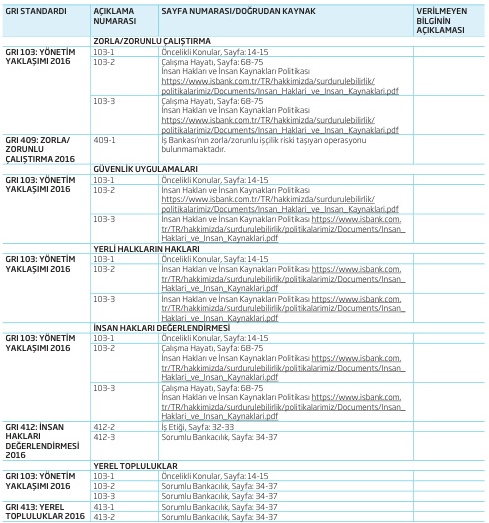 GRI STANDARDI
AÇIKLAMA
NUMARASI
SAYFA NUMARASI/DOĞRUDAN KAYNAK
VERİLMEYEN
BİLGİNİN
AÇIKLAMASI
ZORLA/ZORUNLU ÇALIŞTIRMA
GRI 103: YÖNETİM
YAKLAŞIMI 2016
103-1
Öncelikli Konular, Sayfa: 14-15
103-2
Çalışma Hayatı, Sayfa: 68-75
İnsan Hakları ve İnsan Kaynakları Politikası
https://www.isbank.com.tr/TR/hakkimizda/surdurulebilirlik/
politikalarimiz/Documents/Insan_Haklari_ve_Insan_Kaynaklari.pdf
103-3
Çalışma Hayatı, Sayfa: 68-75
İnsan Hakları ve İnsan Kaynakları Politikası
https://www.isbank.com.tr/TR/hakkimizda/surdurulebilirlik/
politikalarimiz/Documents/Insan_Haklari_ve_Insan_Kaynaklari.pdf
GRI 409: ZORLA/
ZORUNLU
ÇALIŞTIRMA 2016
409-1
İş Bankası'nın zorla/zorunlu işçilik riski taşıyan operasyonu
bulunmamaktadır.
GÜVENLİK UYGULAMALARI
GRI 103: YÖNETİM
YAKLAŞIMI 2016
103-1
Öncelikli Konular, Sayfa: 14-15
103-2
İnsan Hakları ve İnsan Kaynakları Politikası
https://www.isbank.com.tr/TR/hakkimizda/surdurulebilirlik/
politikalarimiz/Documents/Insan_Haklari_ve_Insan_Kaynaklari.pdf
103-3
İnsan Hakları ve İnsan Kaynakları Politikası https://www.isbank.com.
tr/TR/hakkimizda/surdurulebilirlik/politikalarimiz/Documents/Insan_
Haklari_ve_Insan_Kaynaklari.pdf
YERLİ HALKLARIN HAKLARI
GRI 103: YÖNETİM
YAKLAŞIMI 2016
103-1
Öncelikli Konular, Sayfa: 14-15
103-2
İnsan Hakları ve İnsan Kaynakları Politikası https://www.isbank.com.
tr/TR/hakkimizda/surdurulebilirlik/politikalarimiz/Documents/Insan_
Haklari_ve_Insan_Kaynaklari.pdf
103-3
İnsan Hakları ve İnsan Kaynakları Politikası https://www.isbank.com.
tr/TR/hakkimizda/surdurulebilirlik/politikalarimiz/Documents/Insan_
Haklari_ve_Insan_Kaynaklari.pdf
İNSAN HAKLARI DEĞERLENDİRMESİ
GRI 103: YÖNETİM
YAKLAŞIMI 2016
103-1
Öncelikli Konular, Sayfa: 14-15
103-2
Çalışma Hayatı, Sayfa: 68-75
İnsan Hakları ve İnsan Kaynakları Politikası https://www.isbank.com.
tr/TR/hakkimizda/surdurulebilirlik/politikalarimiz/Documents/Insan_
Haklari_ve_Insan_Kaynaklari.pdf
103-3
Çalışma Hayatı, Sayfa: 68-75
İnsan Hakları ve İnsan Kaynakları Politikası https://www.isbank.com.
tr/TR/hakkimizda/surdurulebilirlik/politikalarimiz/Documents/Insan_
Haklari_ve_Insan_Kaynaklari.pdf
GRI 412: İNSAN
HAKLARI
DEĞERLENDİRMESİ
2016
412-2
İş Etiği, Sayfa: 32-33
412-3
Sorumlu Bankacılık, Sayfa: 34-37
YEREL TOPLULUKLAR
GRI 103: YÖNETİM
YAKLAŞIMI 2016
103-1
Öncelikli Konular, Sayfa: 14-15
103-2
Sorumlu Bankacılık, Sayfa: 34-37
103-3
Sorumlu Bankacılık, Sayfa: 34-37
GRI 413: YEREL
TOPLULUKLAR 2016
413-1
Sorumlu Bankacılık, Sayfa: 34-37
413-2
Sorumlu Bankacılık, Sayfa: 34-37